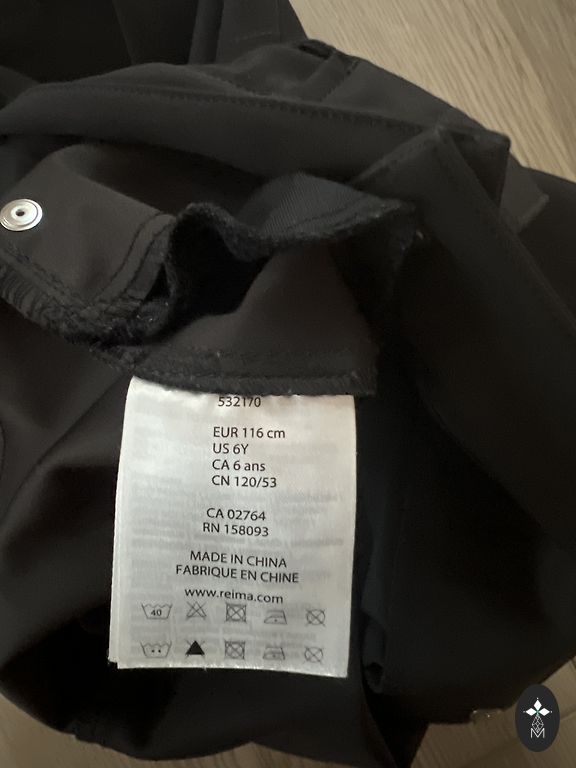 532170
EUR 116 cm
US 6Y
CA 6 ans
CN 120/53
CA 02764
RN 158093
MADE IN CHINA
FABRIQUE EN CHINE
www.reima.com
40
M